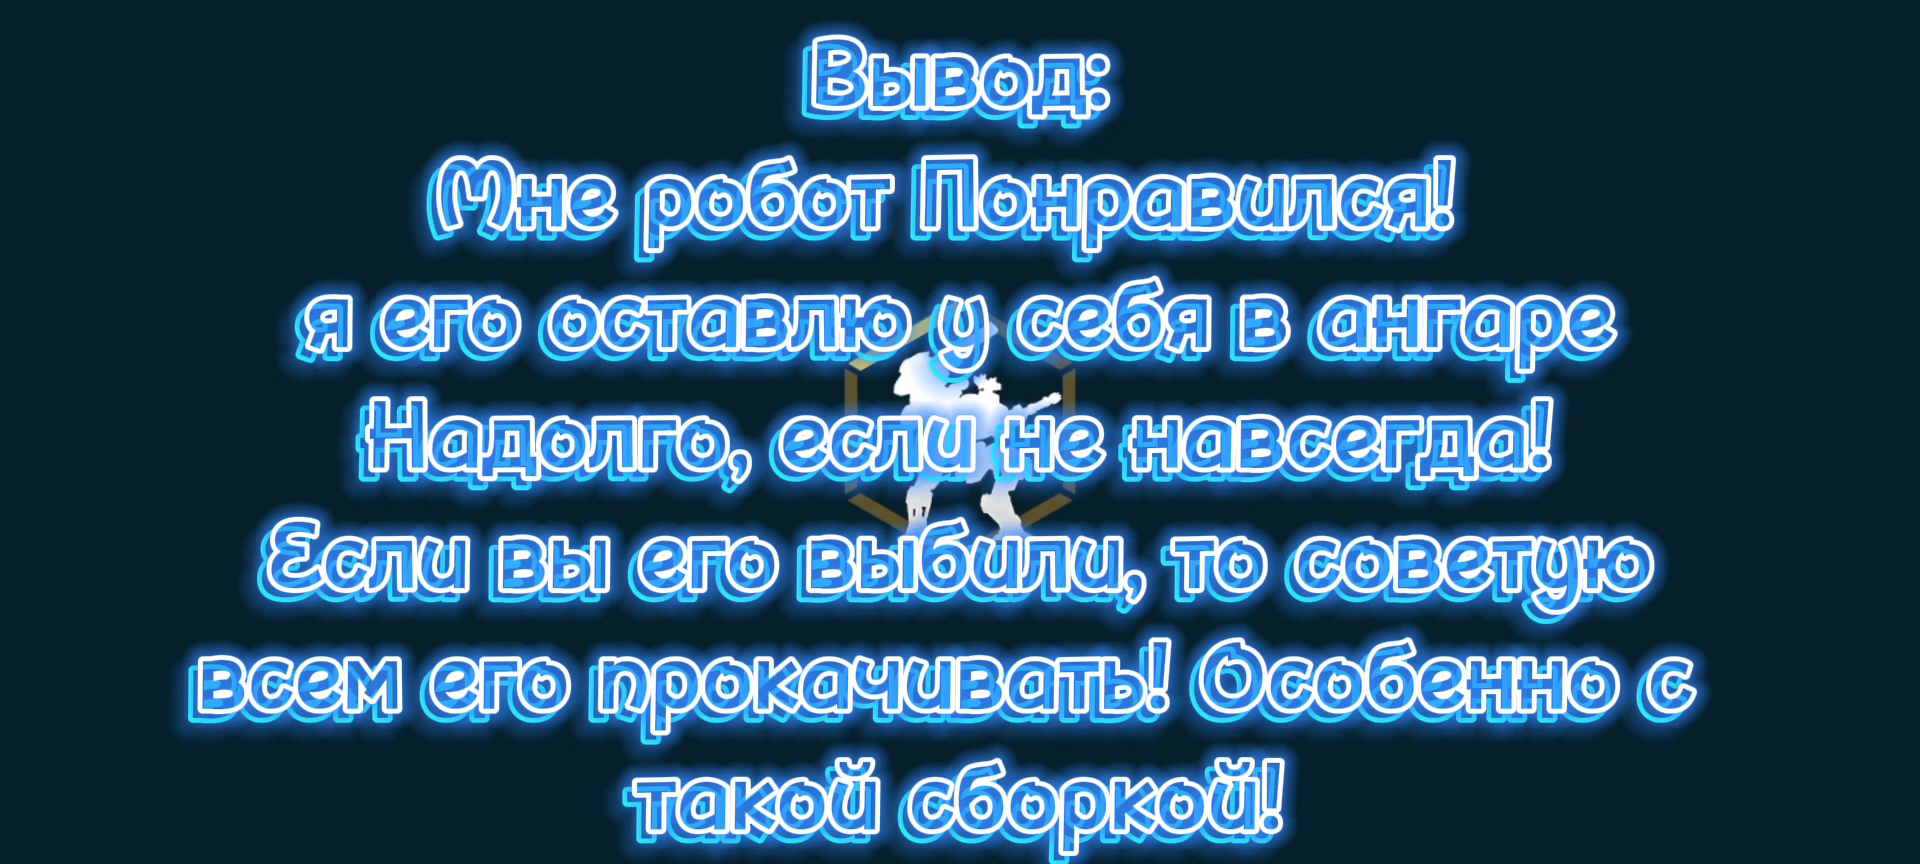 Вывод:
Мне робот Понравился!
я его оставлю у себя в ангаре
Надолго, если не навсегда!
Если вы его выбили, то советую
всем его прокачивать! Особенно с
такой сборкой!